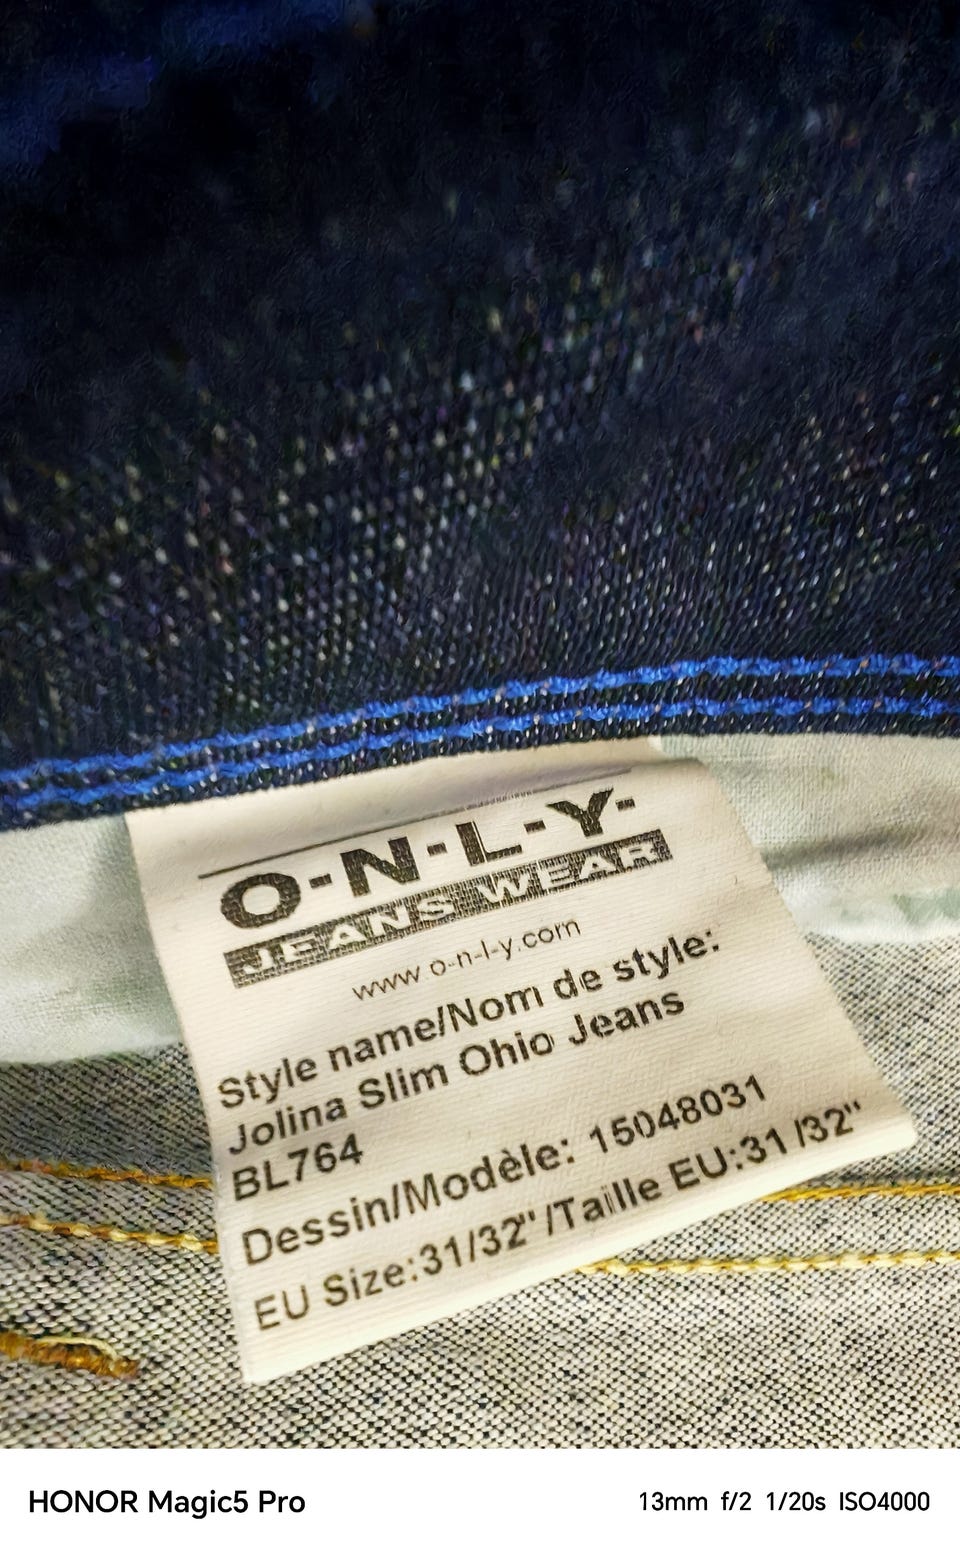 O-N-L-Y-
JEANS WEAR
www o-n-l-y.com
Style name/Nom de style:
Jolina Slim Ohio Jeans
BL764
Dessin/Modèle: 15048031
EU Size:31/32"/Taille EU:31/32"
HONOR Magic5 Pro
13mm f/2 1/20s ISO4000